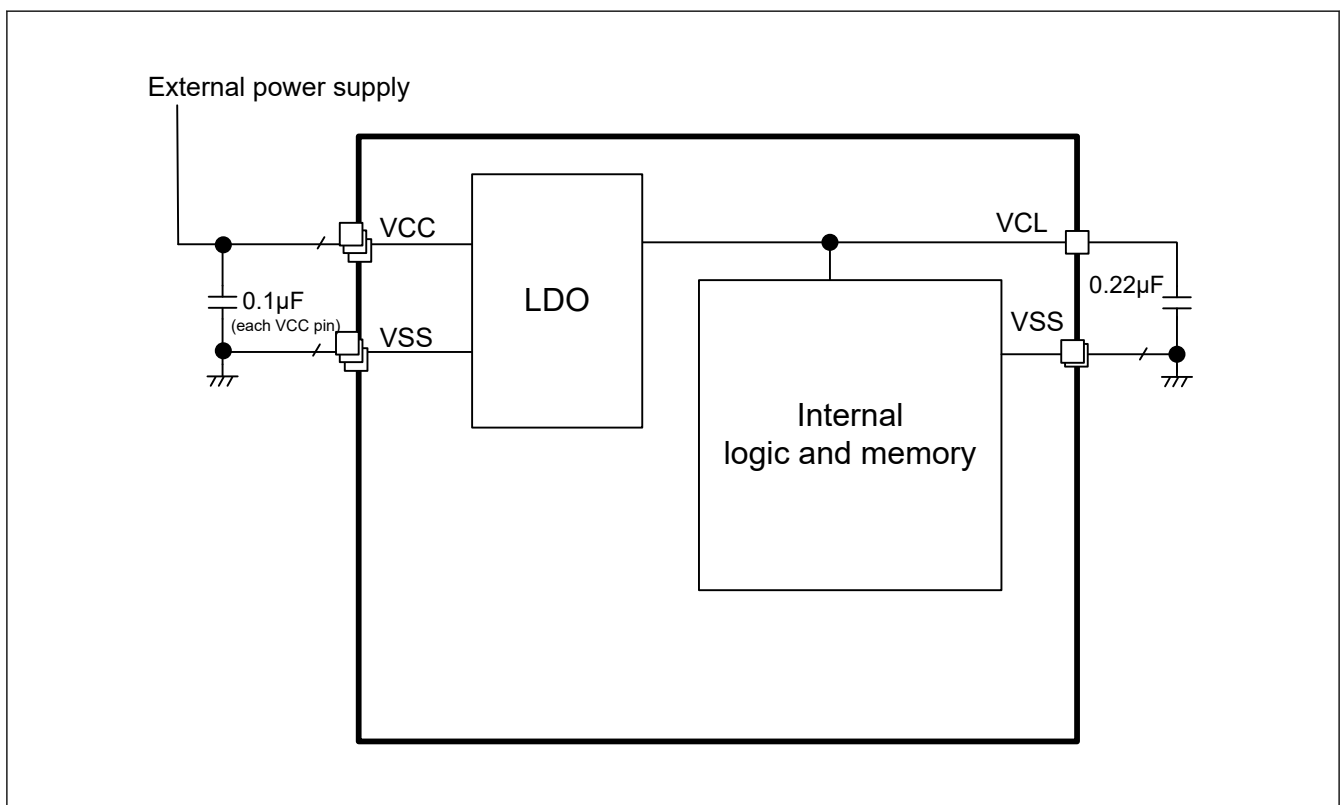 External power supply
VCC
VCL
LDO
0.22µF
0.1µF
(each VCC pin)
VSS
VSS
Internal
logic and memory